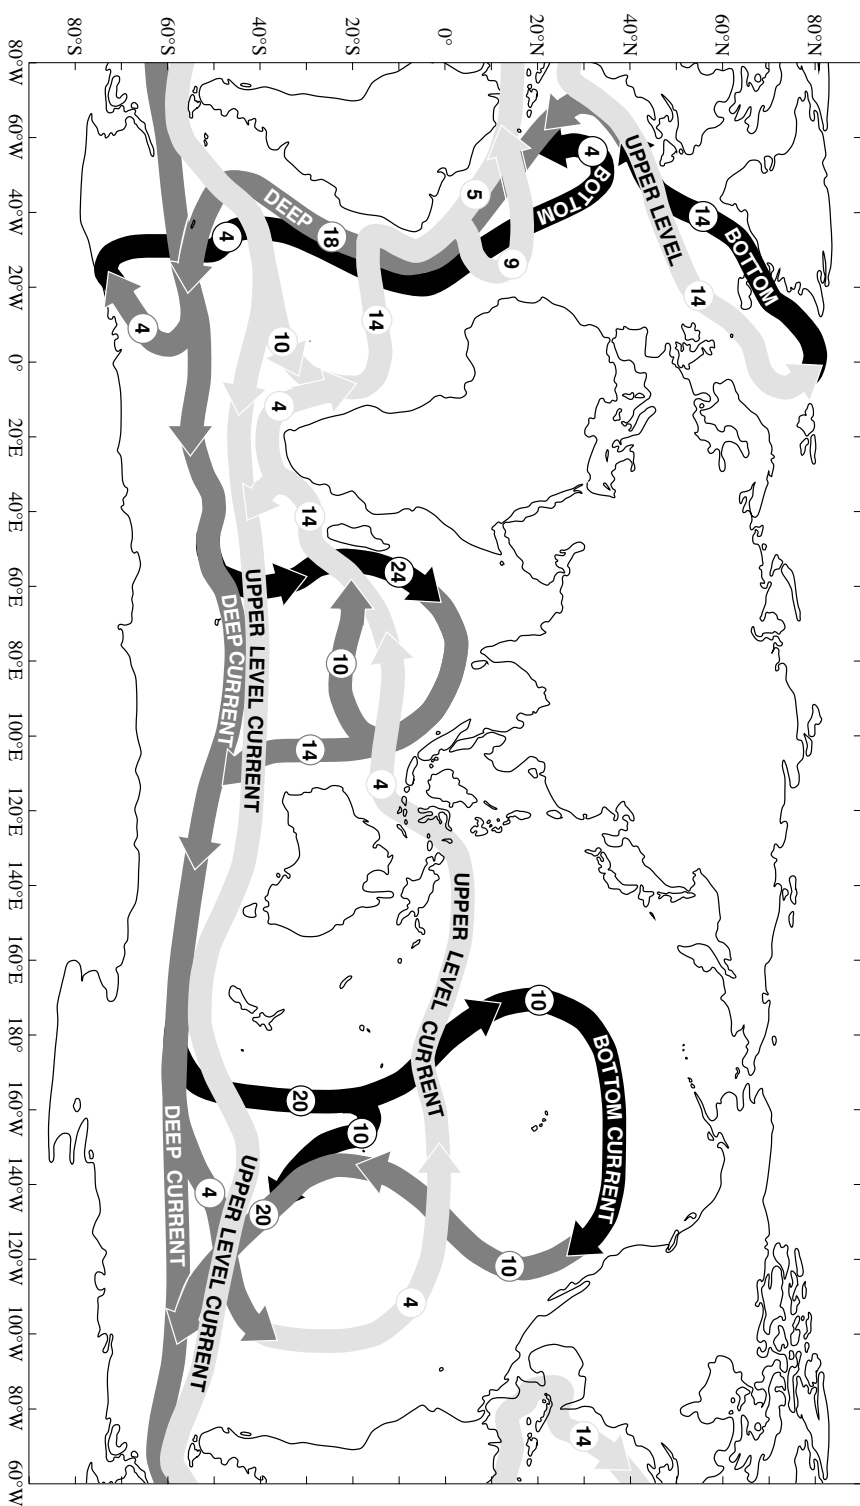 80°N
60°N
40°N
20°N
0°
20°S
40°S
60°S
80°S
BOTTOM
14
14
UPPER LEVEL
BOTTOM
4
9
5
DEEP
18
14
4
10
4
4
14
24
10
14
4
UPPER LEVEL CURRENT
DEEP CURRENT
UPPER LEVEL CURRENT
10
BOTTOM CURRENT
20
10
10
4
20
4
UPPER LEVEL CURRENT
DEEP CURRENT
14
80°W
60°W
40°W
20°W
0°
20°E
40°E
60°E
80°E
100°E
120°E
140°E
160°E
180°
160°W
140°W
120°W
100°W
80°W
60°W